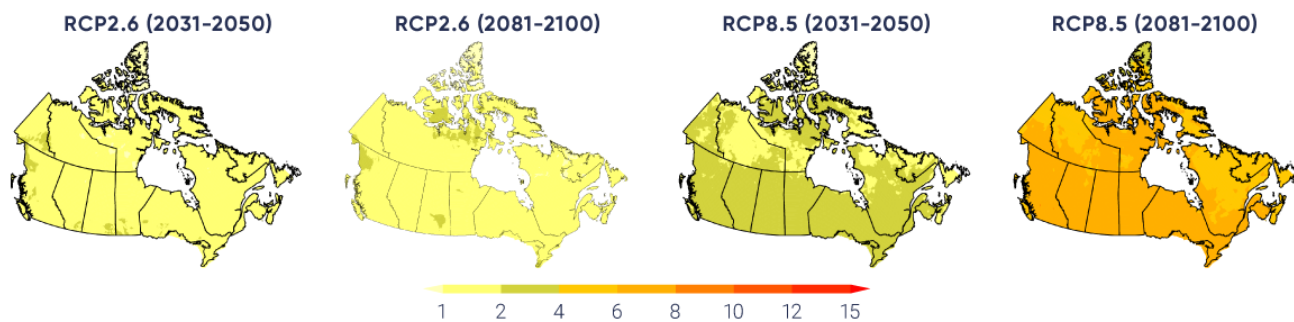 RCP2.6 (2031-2050)
RCP2.6 (2081-2100)
RCP8.5 (2031-2050)
RCP8.5 (2081-2100)
1 2 4 6 8 10 12 15